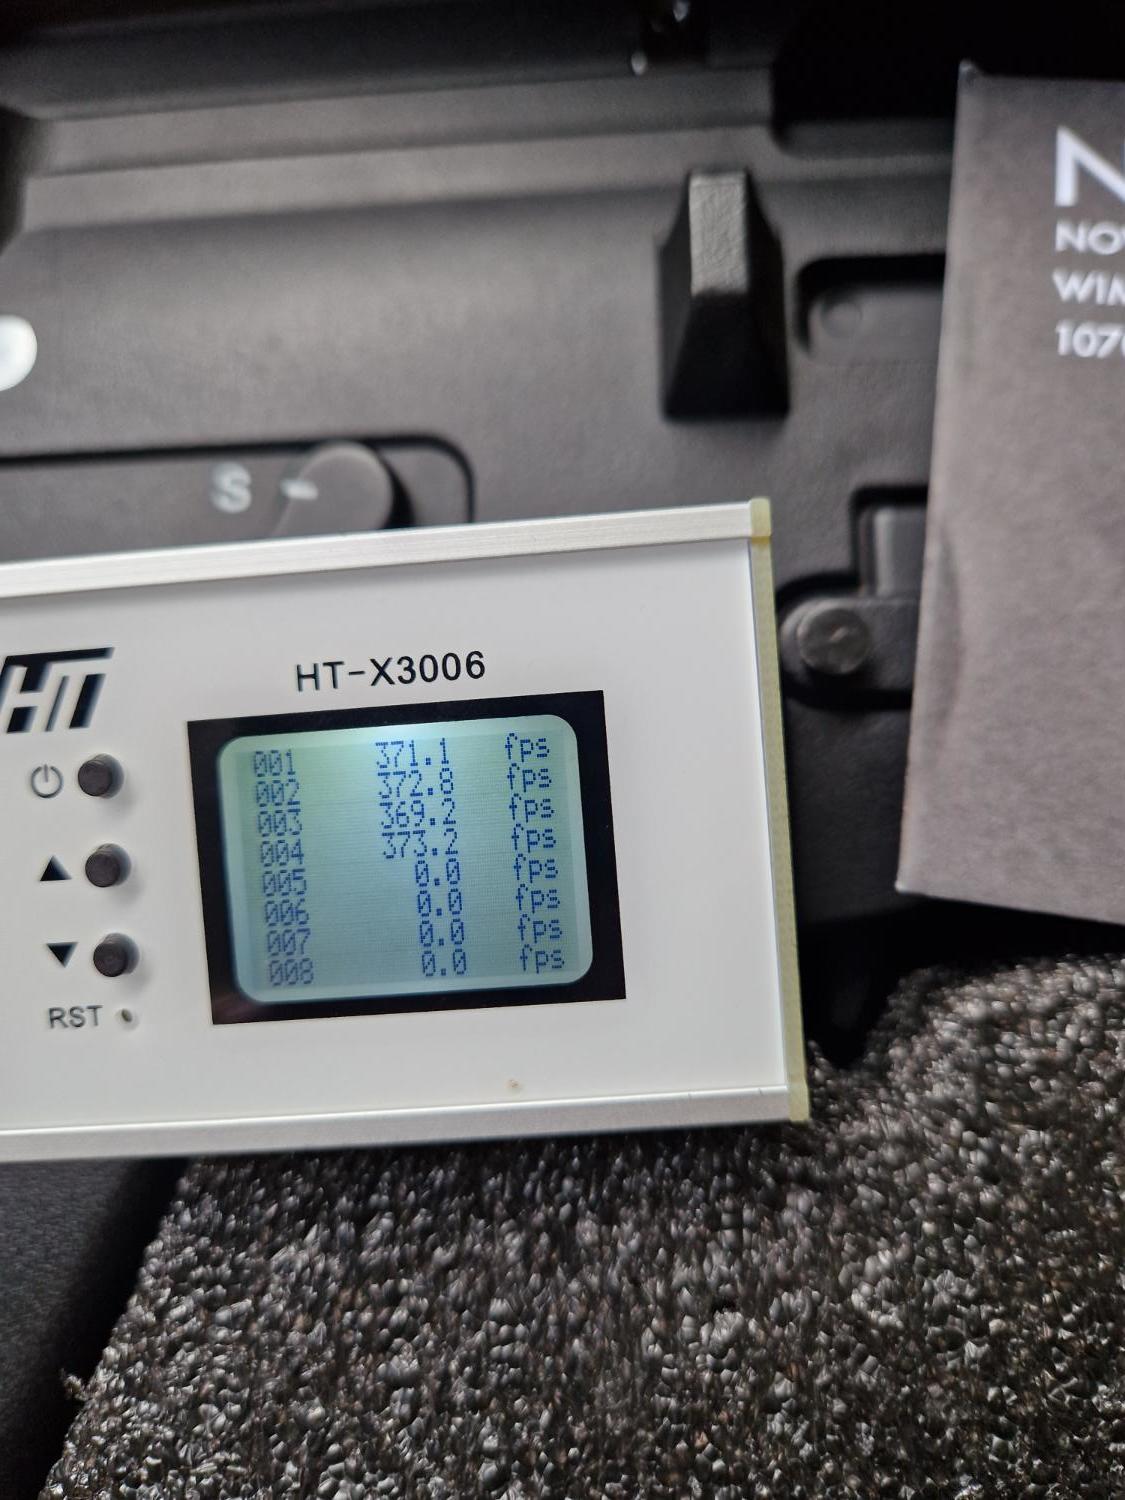 S
HT
HT-X3006
001 371.1 fps
002 372.8 fps
003 369.2 fps
004 373.2 fps
005 0.0 fps
006 0.0 fps
007 0.0 fps
008 0.0 fps
RST